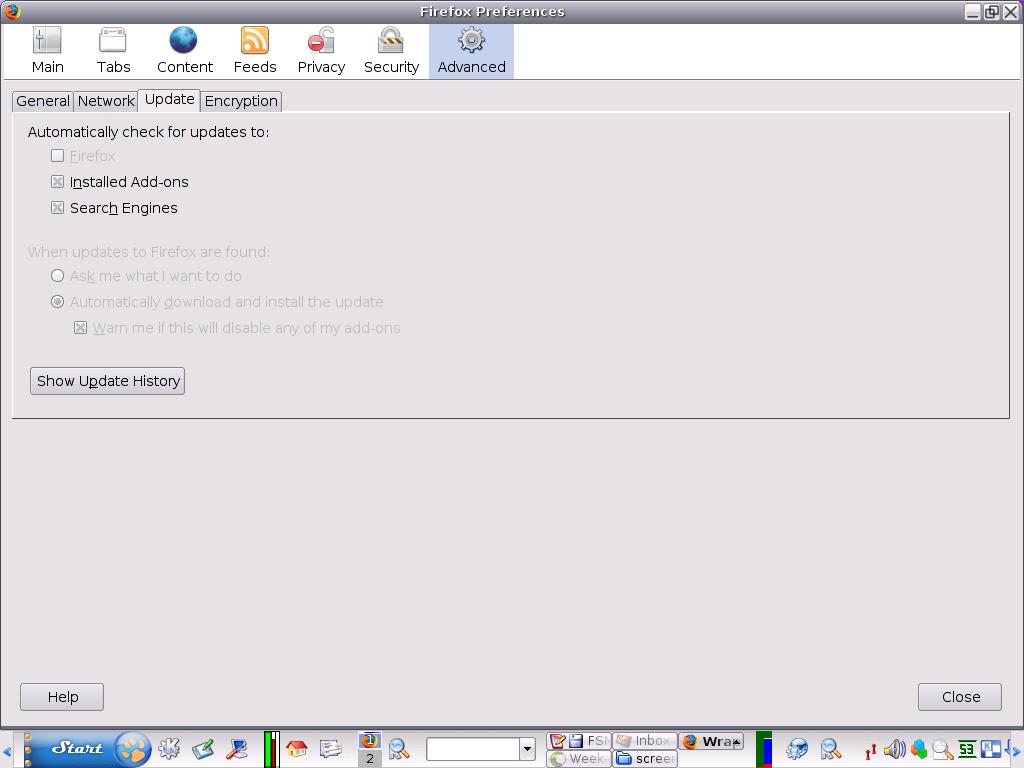 Firefox Preferences
Main Tabs Content Feeds Privacy Security Advanced
General Network Update Encryption
Automatically check for updates to:
Firefox
Installed Add-ons
Search Engines
When updates to Firefox are found:
Ask me what I want to do
Automatically download and install the update
Warn me if this will disable any of my add-ons
Show Update History
Help Close
Start 2 Inbox Wra 53
Week scree